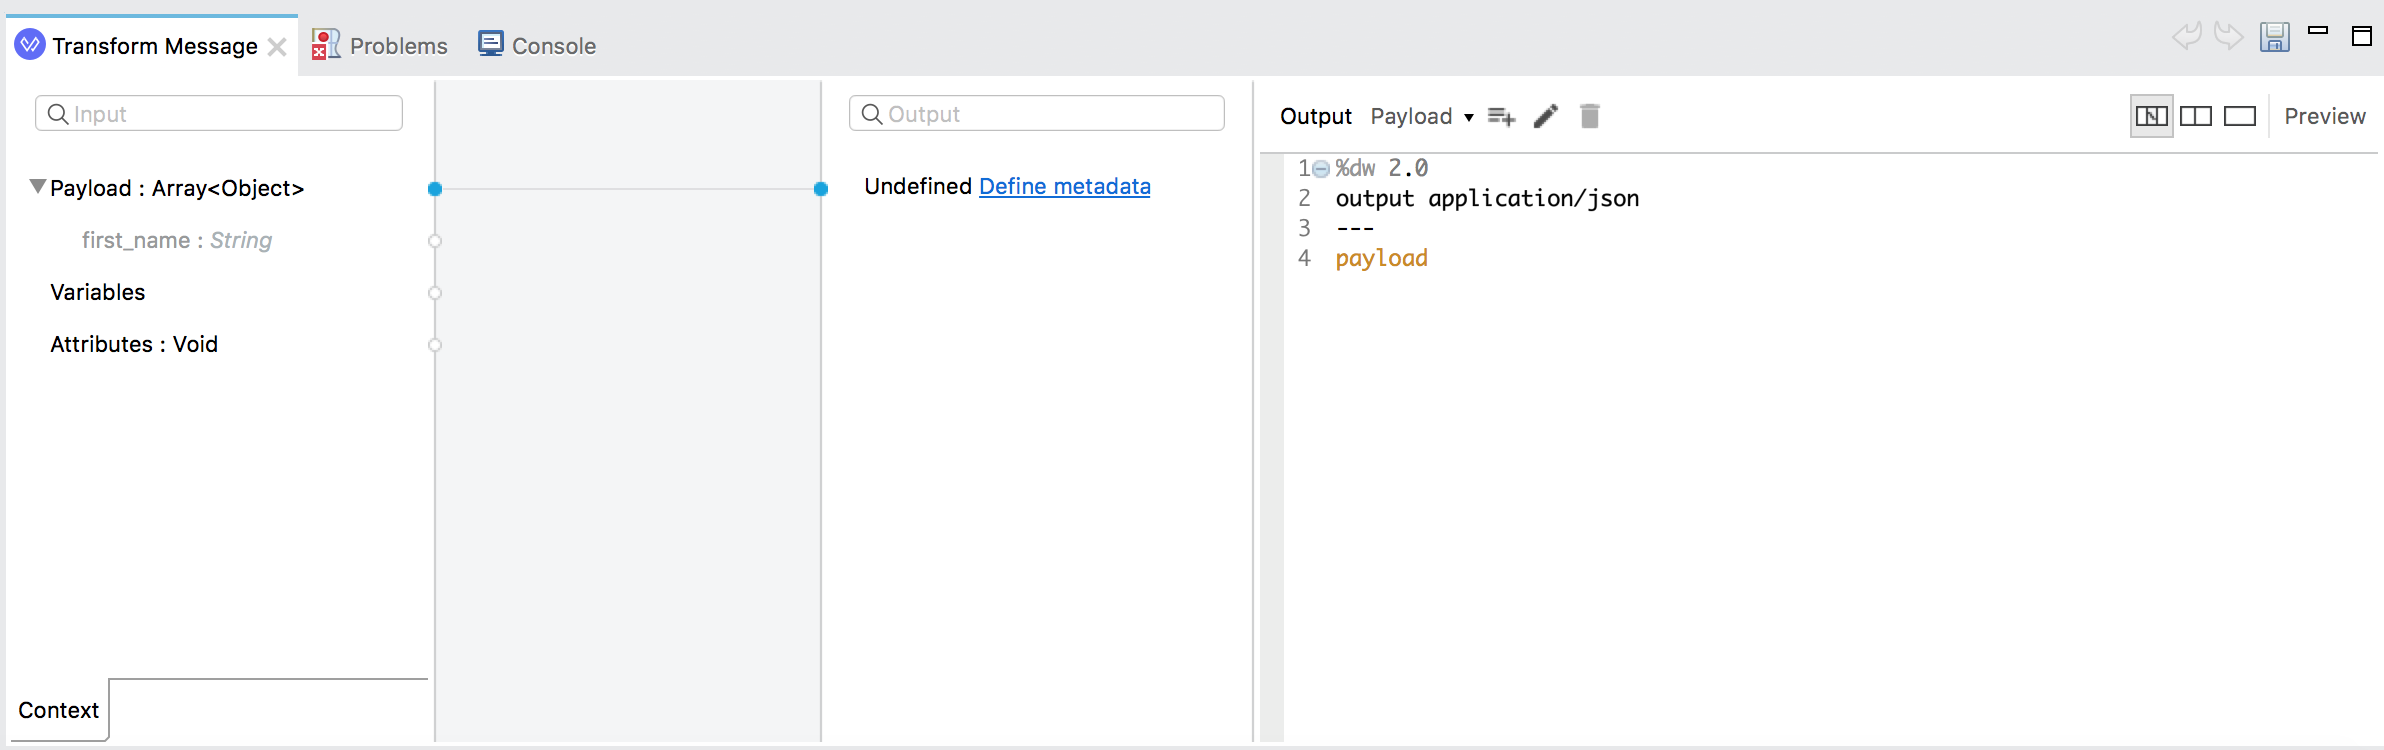 Transform Message Problems Console
Input
Payload : Array<Object>
first_name : String
Variables
Attributes : Void
Context
Output
Undefined Define metadata
Output Payload Preview
1 %dw 2.0
2 output application/json
3 ---
4 payload